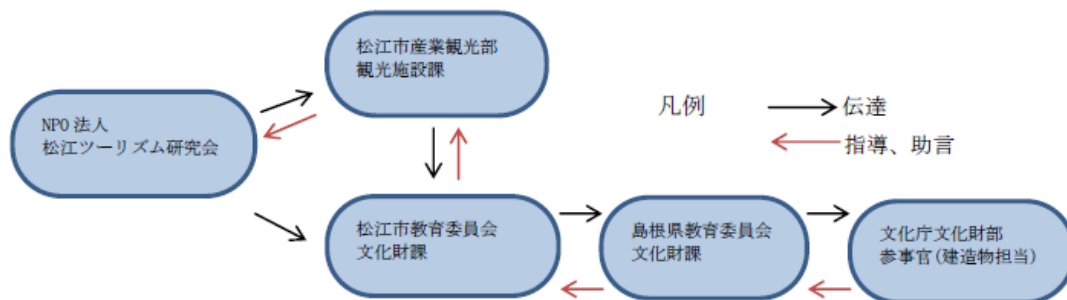 松江市産業観光部
観光施設課
NPO 法人
松江ツーリズム研究会
凡例
伝達
指導、助言
松江市教育委員会
文化財課
島根県教育委員会
文化財課
文化庁文化財部
参事官(建造物担当)